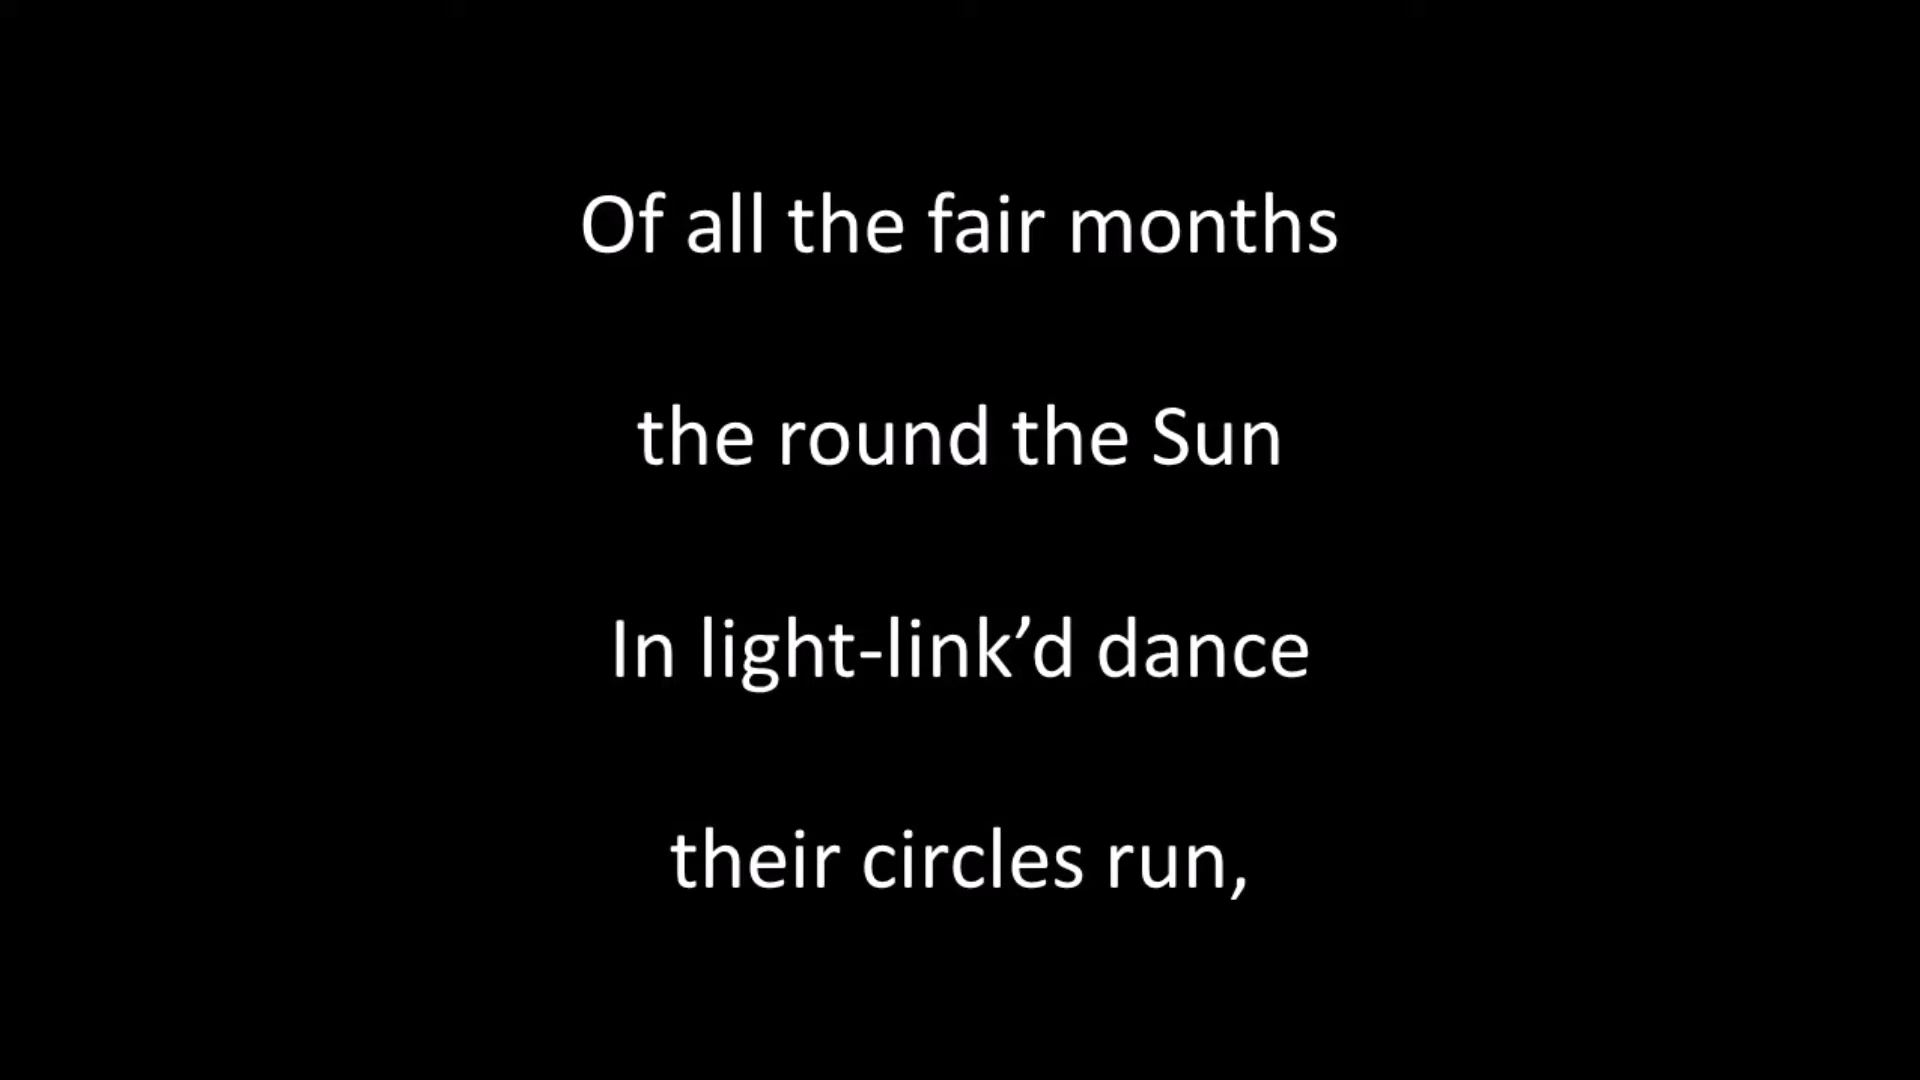 Of all the fair months
the round the Sun
In light-link’d dance
their circles run,